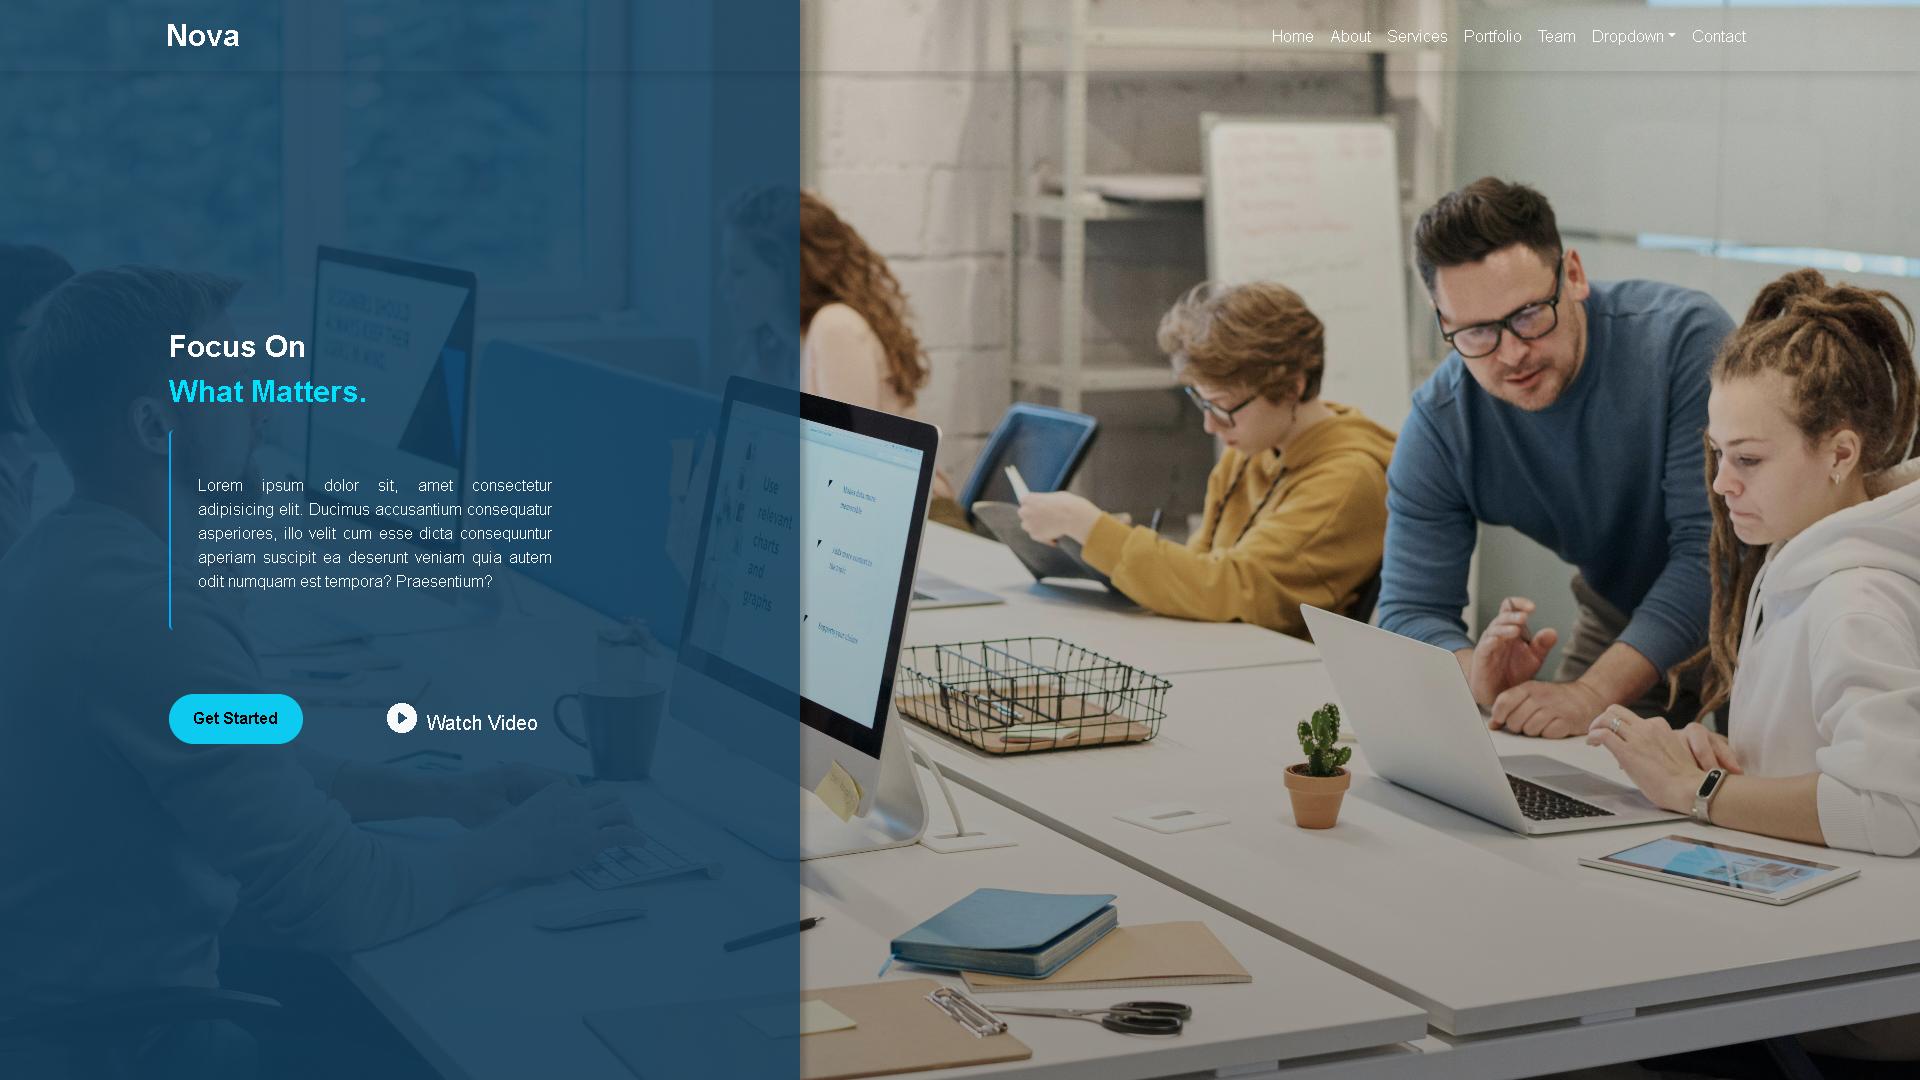 Nova
Home About Services Portfolio Team Dropdown Contact
Focus On
What Matters.
Lorem ipsum dolor sit, amet consectetur
adipisicing elit. Ducimus accusantium consequatur
asperiores, illo velit cum esse dicta consequuntur
aperiam suscipit ea deserunt veniam quia autem
odit numquam est tempora? Praesentium?
Get Started
Watch Video
Use
relevant
charts
and
graphs